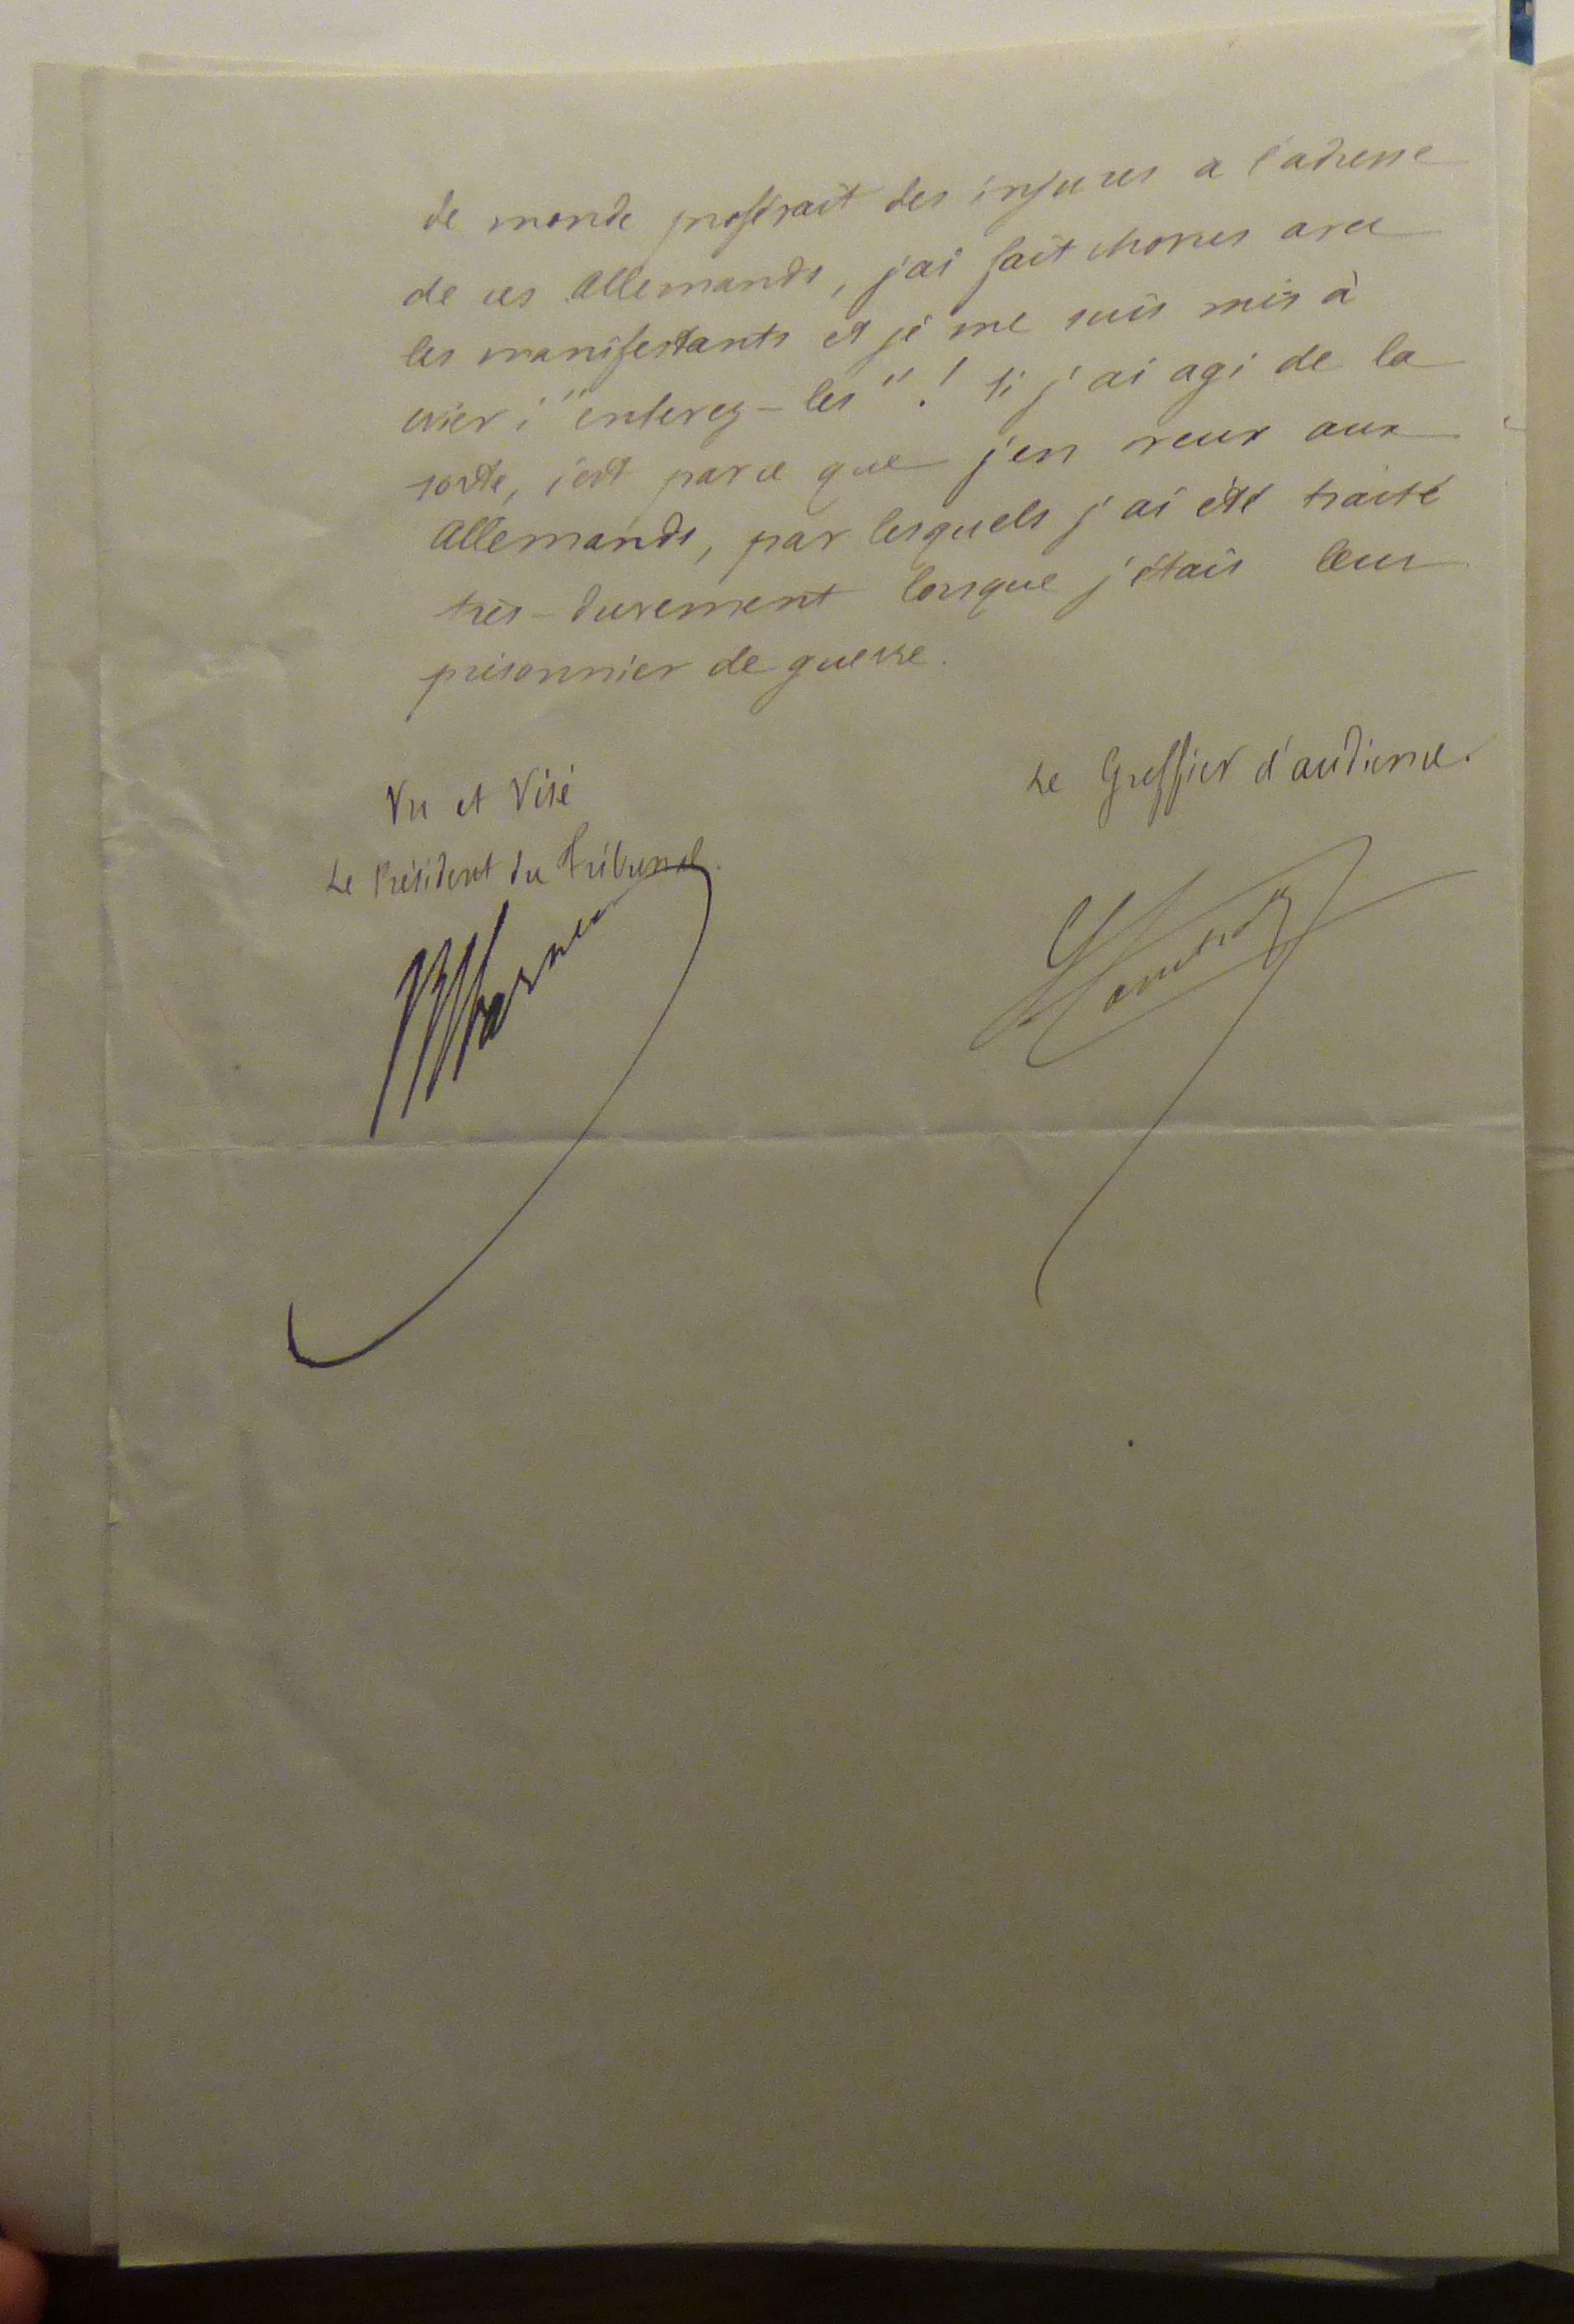 de monde proférait des injures a l'adresse
de ces Allemands, j'ai fait chorus avec
les manifestants et je me suis mis à
crier : "enlevez-les" ! Si j'ai agi de la
sorte, c'est parce que j'en veux aux
Allemands, par lesquels j'ai été traité
très-durement lorsque j'étais leur
prisonnier de guerre.
Vu et Visé
Le Président du Tribunal.
Le Greffier d'audience.